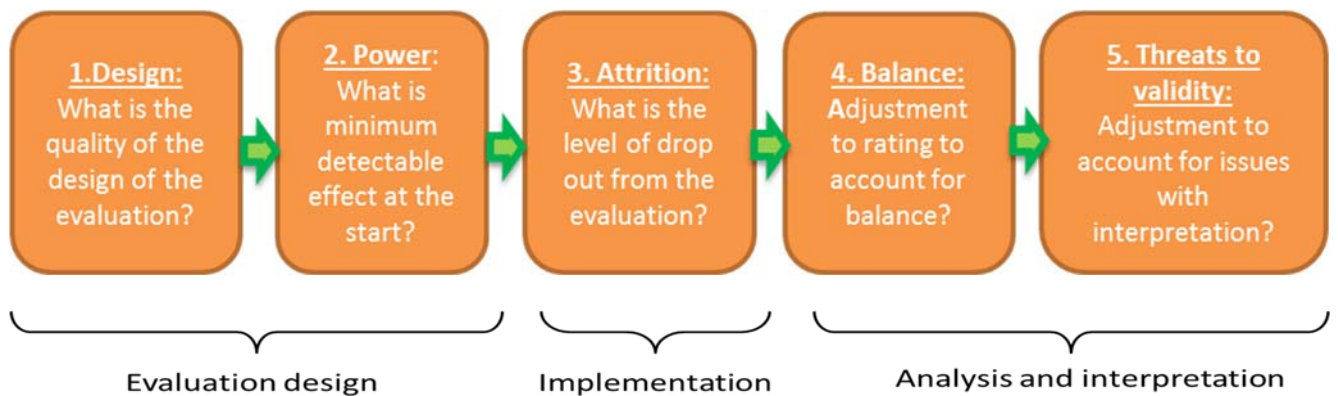 1.Design:
What is the
quality of the
design of the
evaluation?
2. Power:
What is
minimum
detectable
effect at the
start?
3. Attrition:
What is the
level of drop
out from the
evaluation?
4. Balance:
Adjustment
to rating to
account for
balance?
5. Threats to
validity:
Adjustment to
account for issues
with
interpretation?
Evaluation design
Implementation
Analysis and interpretation